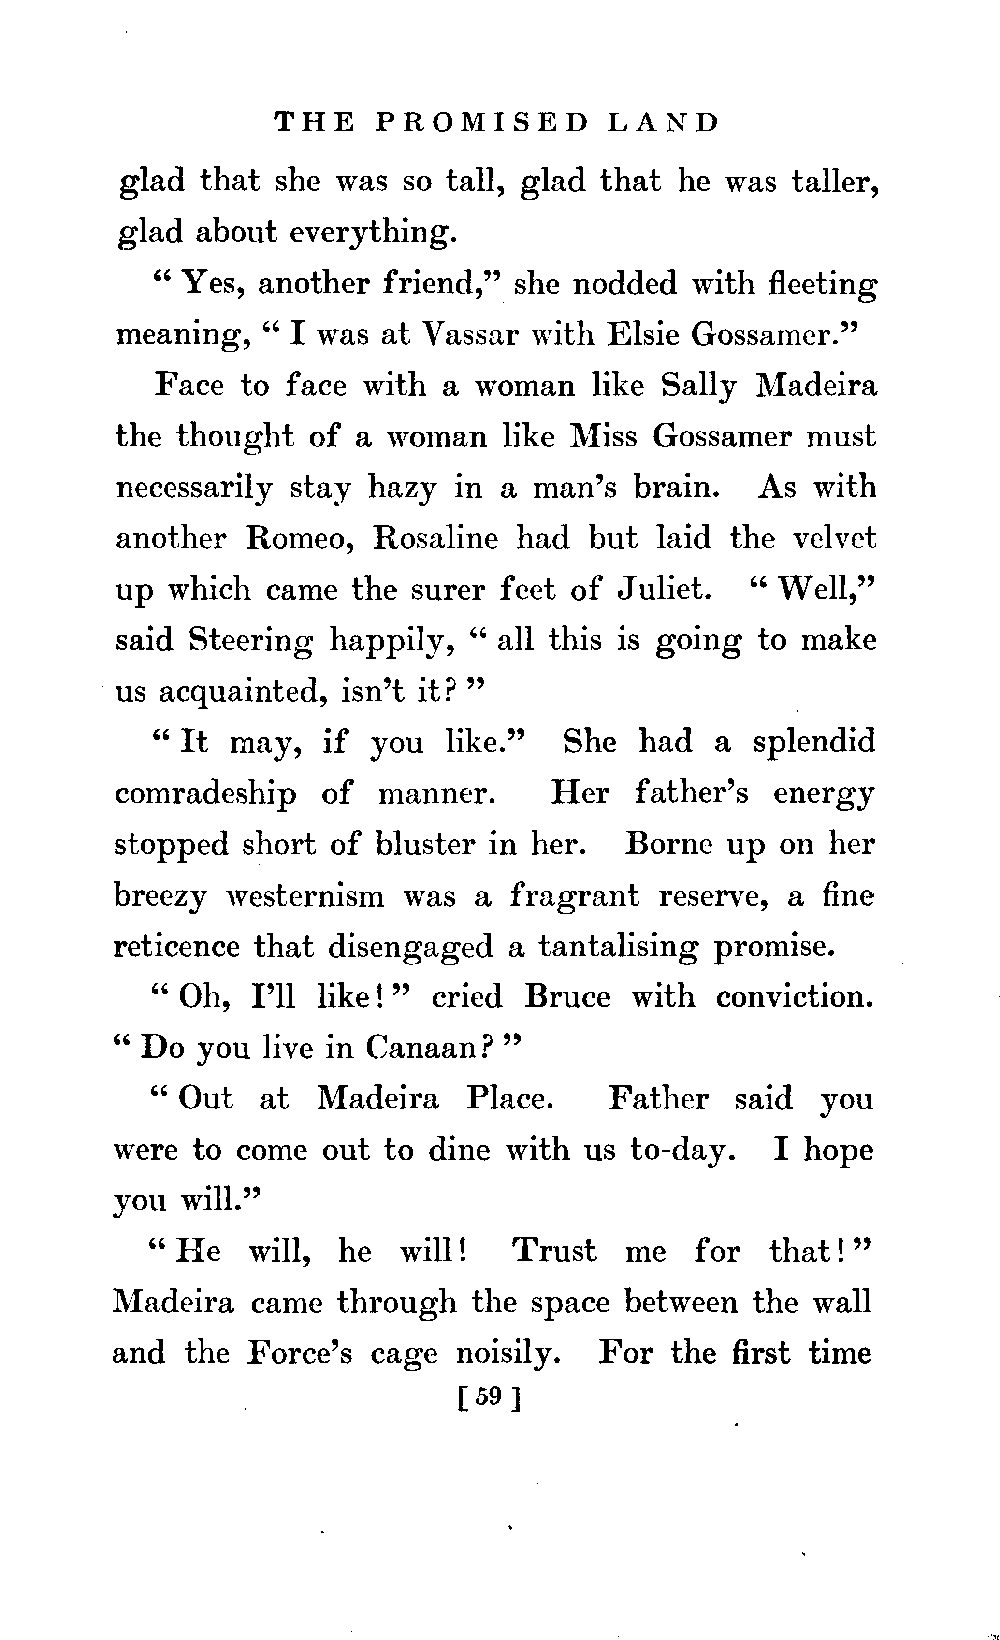 THE PROMISED LAND
glad that she was so tall, glad that he was taller,
glad about everything.
“ Yes, another friend,” she nodded with fleeting
meaning, “ I was at Vassar with Elsie Gossamer.”
Face to face with a woman like Sally Madeira
the thought of a woman like Miss Gossamer must
necessarily stay hazy in a man’s brain. As with
another Romeo, Rosaline had but laid the velvet
up which came the surer feet of Juliet. “ Well,”
said Steering happily, “ all this is going to make
us acquainted, isn’t it? ”
“ It may, if you like.” She had a splendid
comradeship of manner. Her father’s energy
stopped short of bluster in her. Borne up on her
breezy westernism was a fragrant reserve, a fine
reticence that disengaged a tantalising promise.
“ Oh, I’ll like! ” cried Bruce with conviction.
“ Do you live in Canaan? ”
“ Out at Madeira Place. Father said you
were to come out to dine with us to-day. I hope
you will.”
“ He will, he will! Trust me for that! ”
Madeira came through the space between the wall
and the Force’s cage noisily. For the first time
[ 59 ]